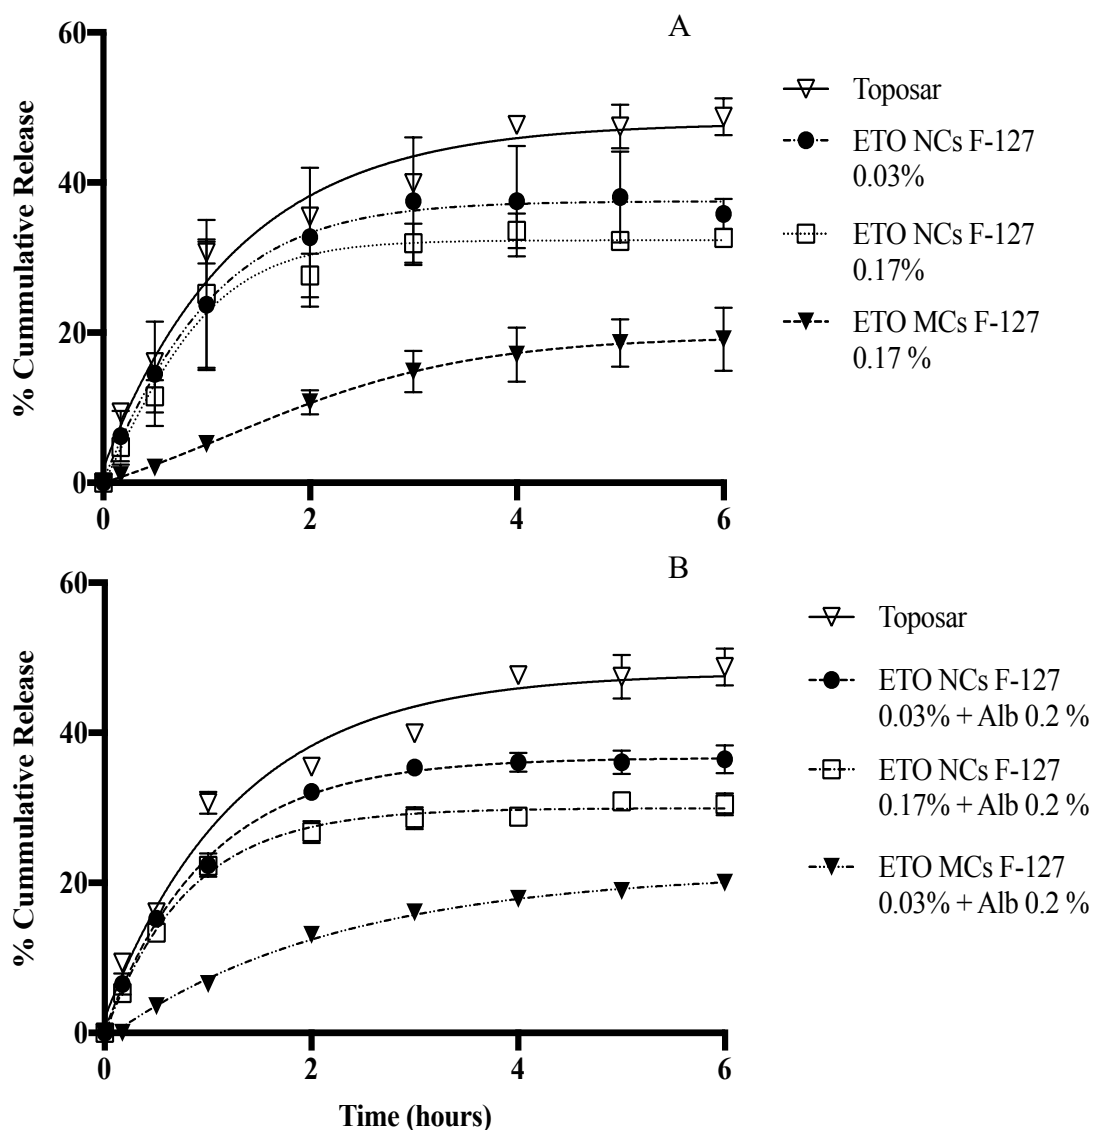 A
60
40
20
0
% Cummulative Release
0 2 4 6
Toposar
ETO NCs F-127
0.03%
ETO NCs F-127
0.17%
ETO MCs F-127
0.17 %
B
60
40
20
0
% Cummulative Release
0 2 4 6
Time (hours)
Toposar
ETO NCs F-127
0.03% + Alb 0.2 %
ETO NCs F-127
0.17% + Alb 0.2 %
ETO MCs F-127
0.03% + Alb 0.2 %